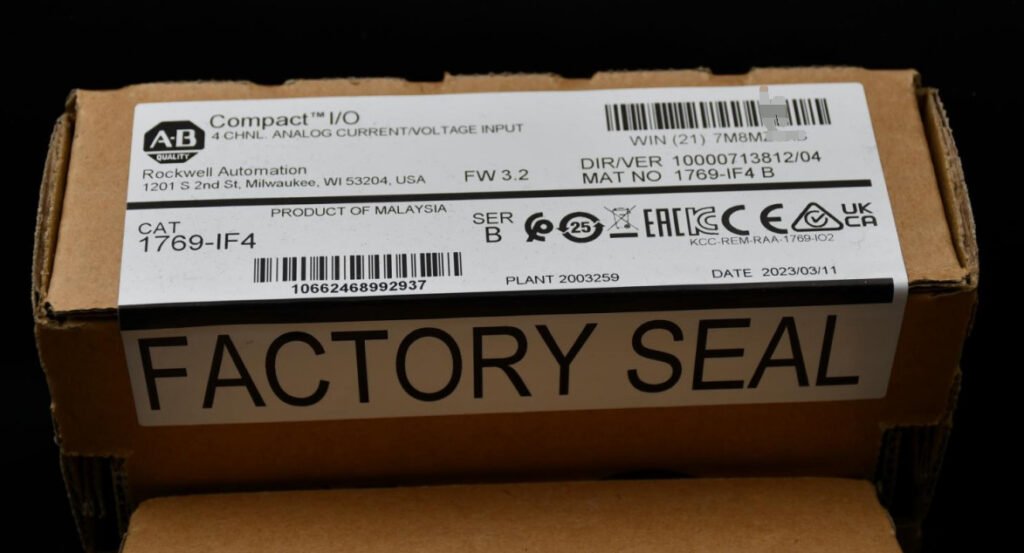 Compact™ I/O
4 CHNL. ANALOG CURRENT/VOLTAGE INPUT
A-B
QUALITY
Rockwell Automation
1201 S 2nd St, Milwaukee, WI 53204, USA
FW 3.2
WIN (21)
DIR/VER 10000713812/04
MAT NO 1769-IF4 B
CAT
1769-IF4
PRODUCT OF MALAYSIA
10662468992937
SER
B
25
EAC
KC
CE
UK
CA
KCC-REM-RAA-1769-IO2
PLANT 2003259
DATE 2023/03/11
FACTORY SEAL